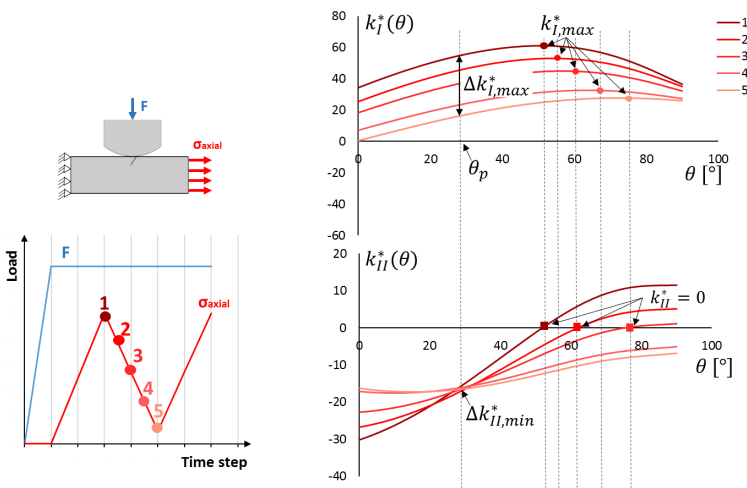 F
σaxial
Load
F
σaxial
1
2
3
4
5
Time step
k*I(θ)
k*I,max
1
2
3
4
5
Δk*I,max
θp
θ [°]
80
60
40
20
0
-20
-40
-60
0 20 40 60 80 100
k*II(θ)
k*II = 0
Δk*II,min
θ [°]
20
10
0
-10
-20
-30
-40
0 20 40 60 80 100